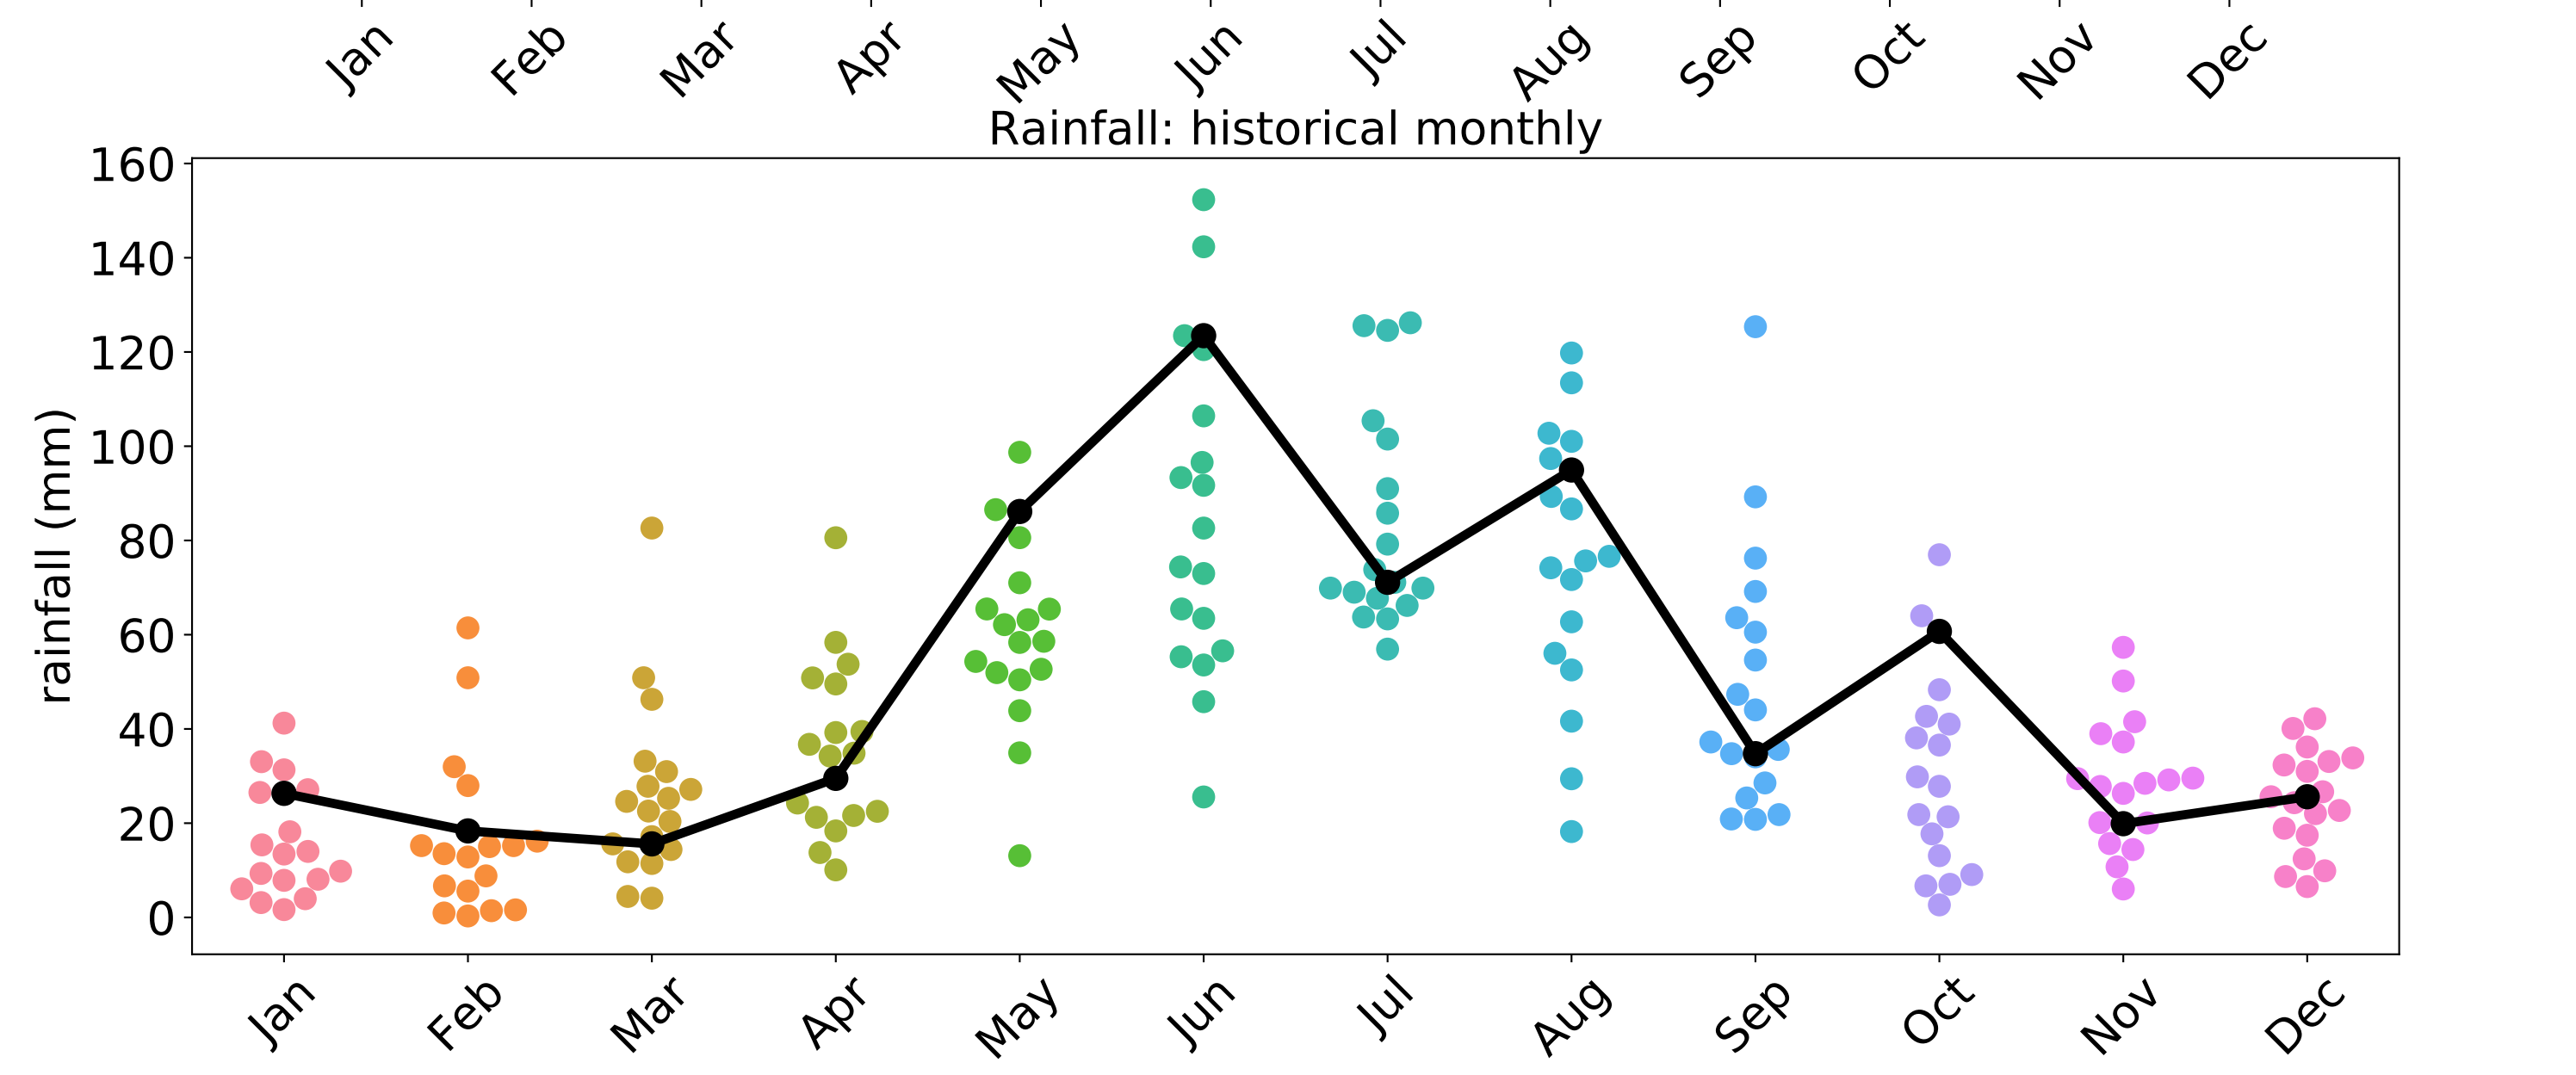 Jan Feb Mar Apr May Jun Jul Aug Sep Oct Nov Dec
Rainfall: historical monthly
160
140
120
100
80
60
40
20
0
rainfall (mm)
Jan Feb Mar Apr May Jun Jul Aug Sep Oct Nov Dec